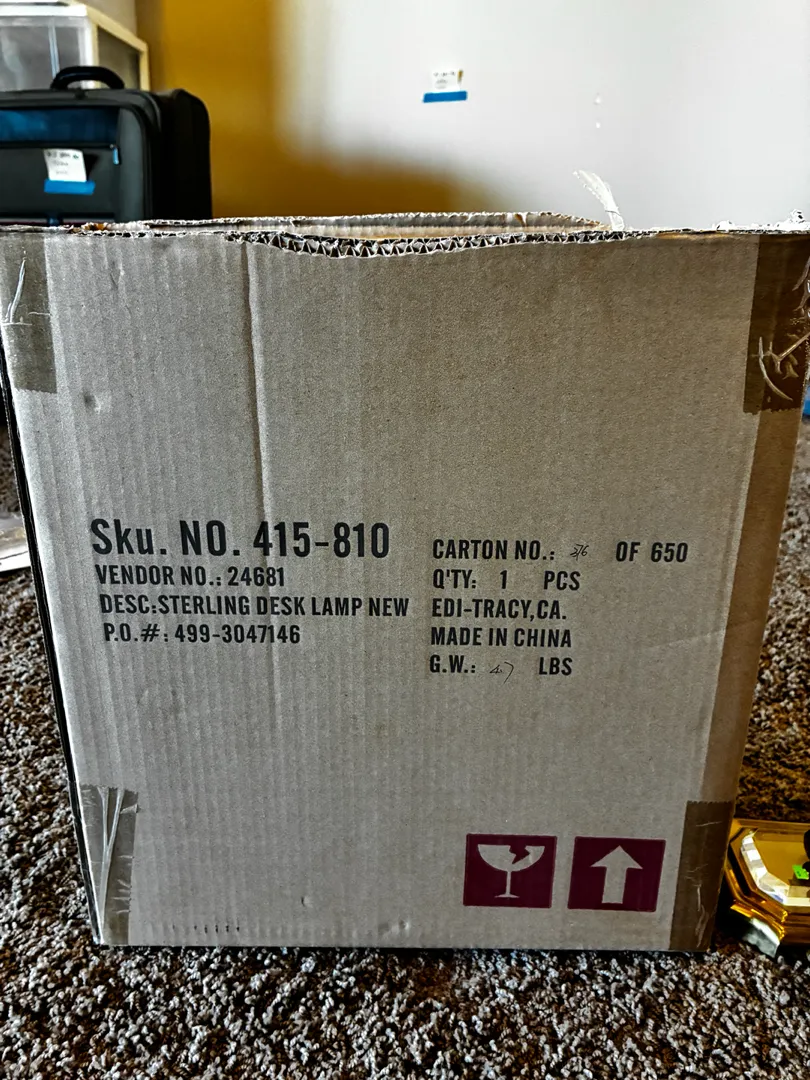 Sku. NO. 415-810
VENDOR NO.: 24681
DESC:STERLING DESK LAMP NEW
P.O.#: 499-3047146
CARTON NO.: OF 650
Q'TY: 1 PCS
EDI-TRACY,CA.
MADE IN CHINA
G.W.: LBS